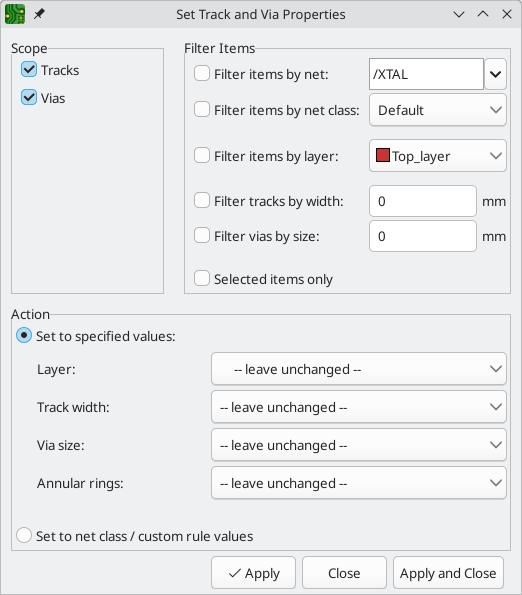 Set Track and Via Properties
Scope
Tracks
Vias
Filter Items
Filter items by net: /XTAL
Filter items by net class: Default
Filter items by layer: Top_layer
Filter tracks by width: 0 mm
Filter vias by size: 0 mm
Selected items only
Action
Set to specified values:
Layer: -- leave unchanged --
Track width: -- leave unchanged --
Via size: -- leave unchanged --
Annular rings: -- leave unchanged --
Set to net class / custom rule values
Apply Close Apply and Close